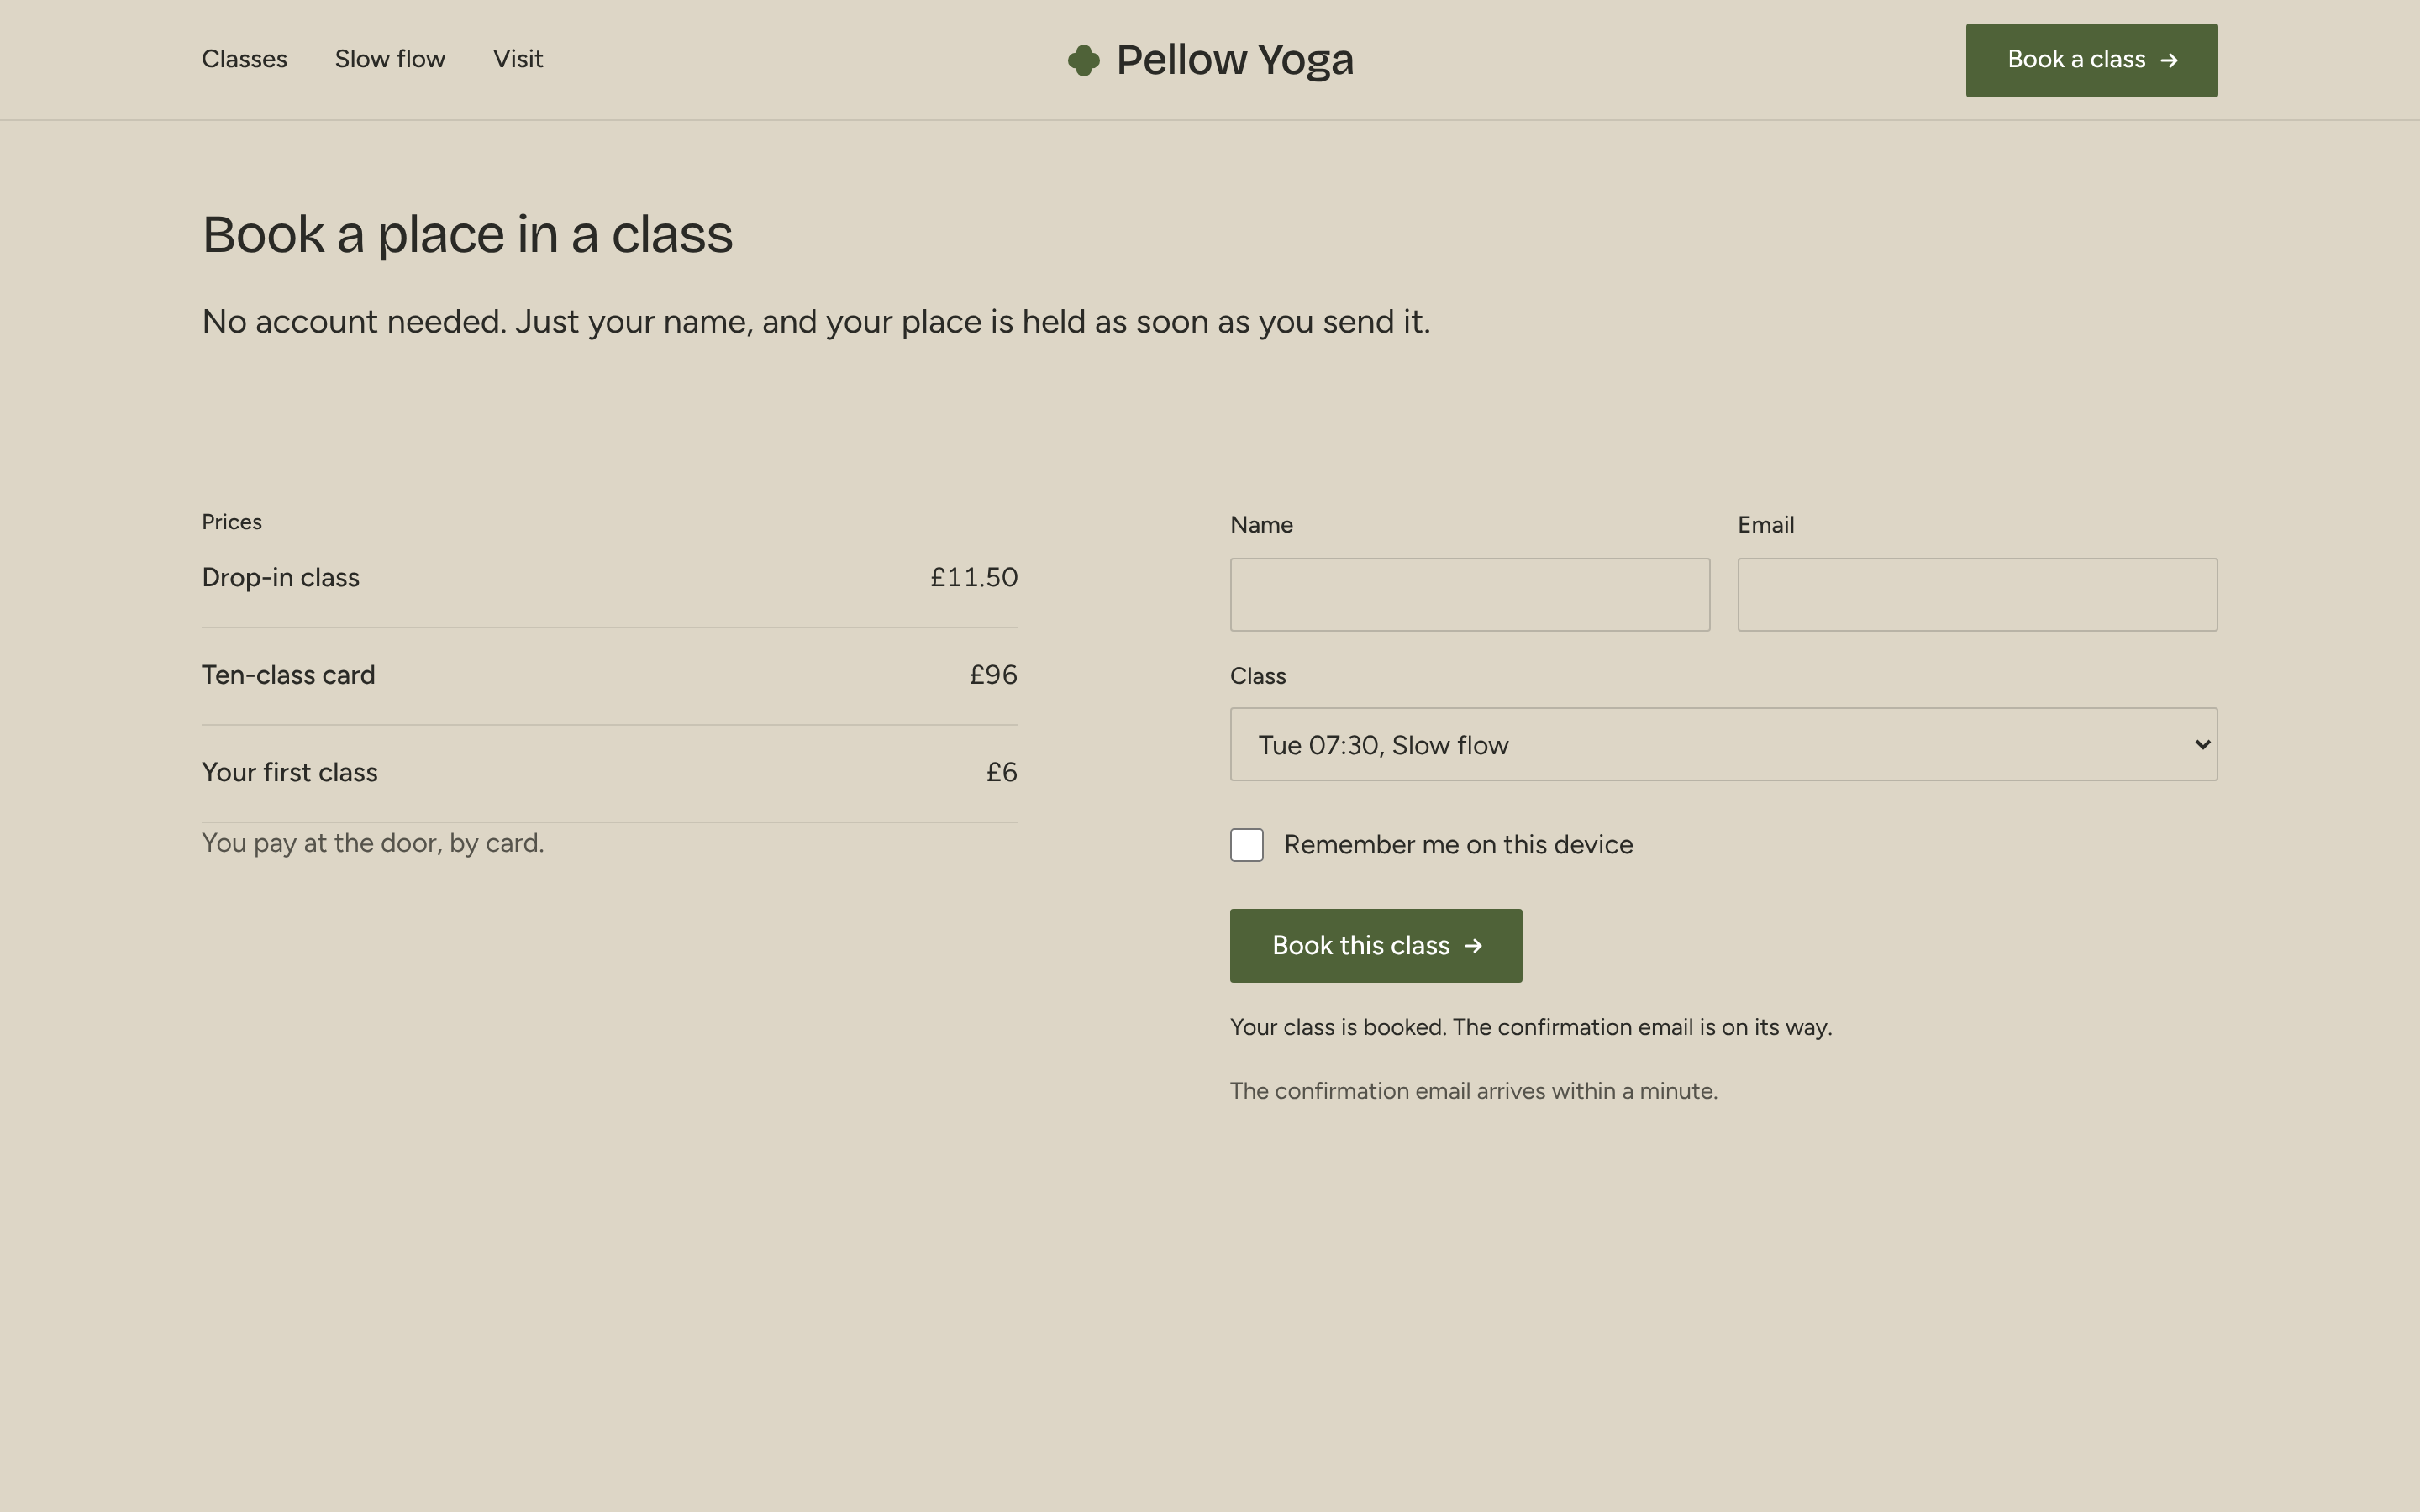 Classes
Slow flow
Visit
Pellow Yoga
Book a class →
Book a place in a class
No account needed. Just your name, and your place is held as soon as you send it.
Prices
Drop-in class £11.50
Ten-class card £96
Your first class £6
You pay at the door, by card.
Name
Email
Class
Tue 07:30, Slow flow
Remember me on this device
Book this class →
Your class is booked. The confirmation email is on its way.
The confirmation email arrives within a minute.